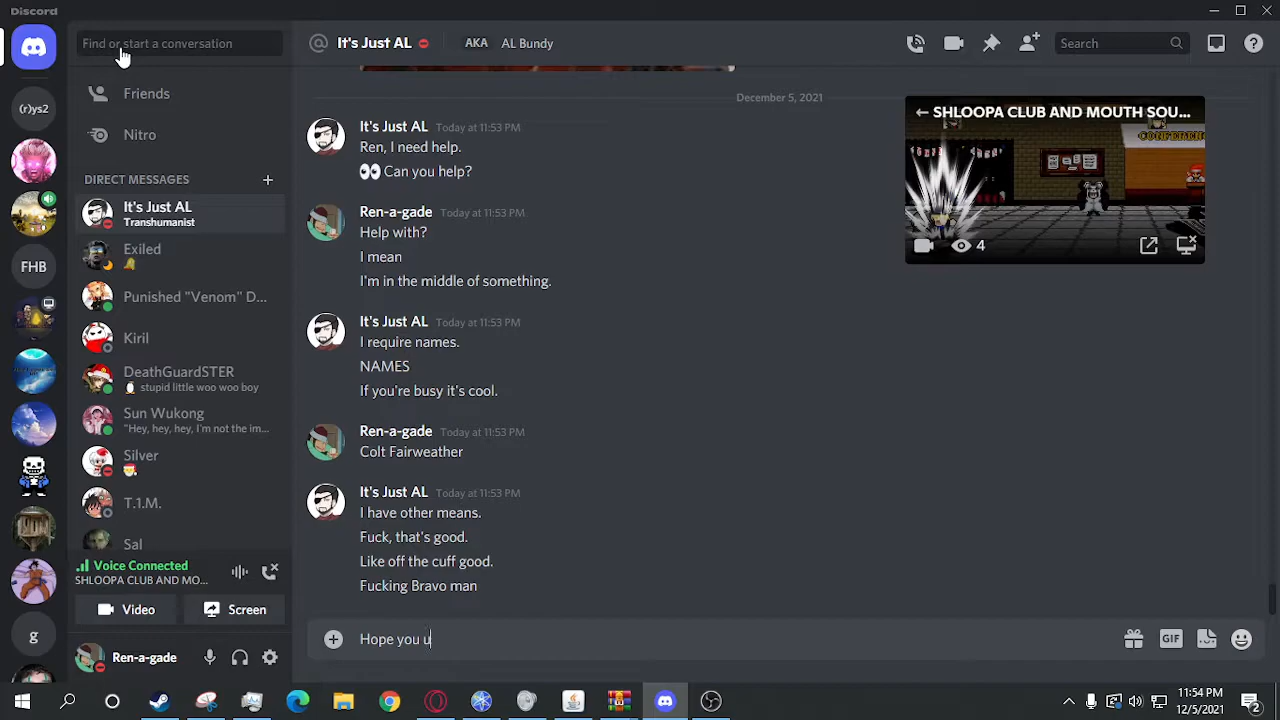 Discord
Find or start a conversation
It's Just AL
AKA
AL Bundy
Search
Friends
Nitro
DIRECT MESSAGES
It's Just AL
Transhumanist
Exiled
Punished "Venom" D...
Kiril
DeathGuardSTER
stupid little woo woo boy
Sun Wukong
"Hey, hey, hey, I'm not the im...
Silver
T.1.M.
Sal
(r)ys2
FHB
g
December 5, 2021
It's Just AL Today at 11:53 PM
Ren, I need help.
👀 Can you help?
Ren-a-gade Today at 11:53 PM
Help with?
I mean
I'm in the middle of something.
It's Just AL Today at 11:53 PM
I require names.
NAMES
If you're busy it's cool.
Ren-a-gade Today at 11:53 PM
Colt Fairweather
It's Just AL Today at 11:53 PM
I have other means.
Fuck, that's good.
Like off the cuff good.
Fucking Bravo man
SHLOOPA CLUB AND MOUTH SOU...
4
Voice Connected
SHLOOPA CLUB AND MO...
Video
Screen
Ren-a-gade
Hope you u
GIF
11:54 PM
12/5/2021
2